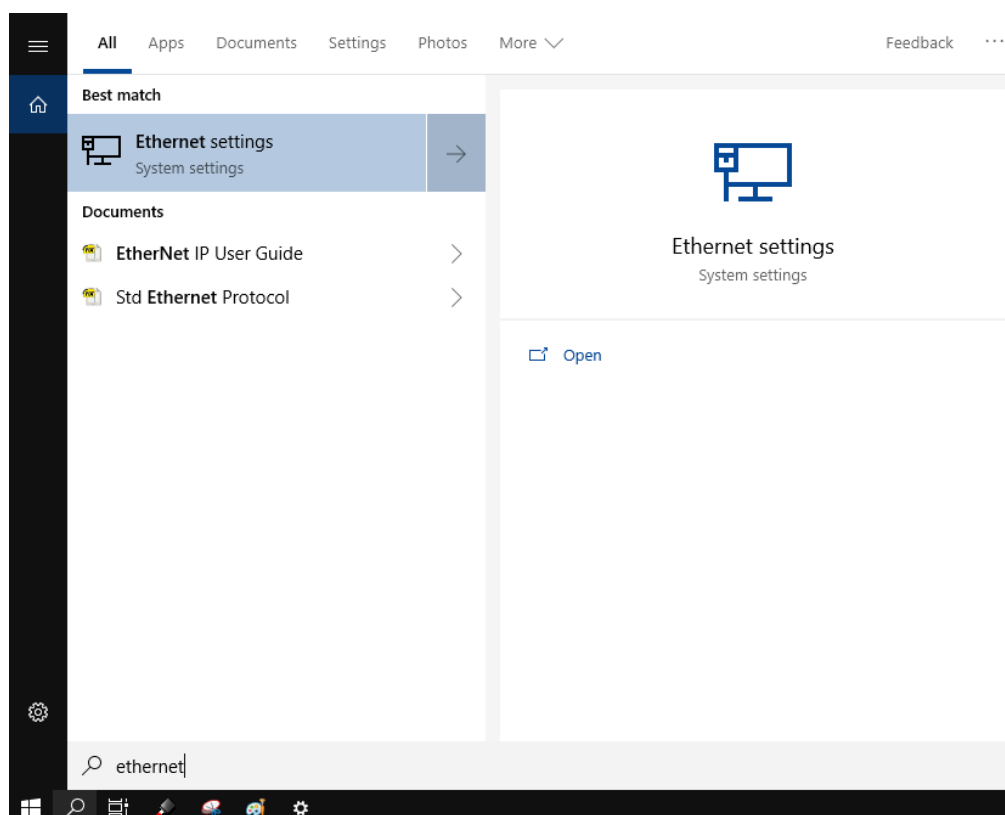 All Apps Documents Settings Photos More Feedback ...
Best match
Ethernet settings
System settings
Documents
EtherNet IP User Guide
Std Ethernet Protocol
Ethernet settings
System settings
Open
ethernet